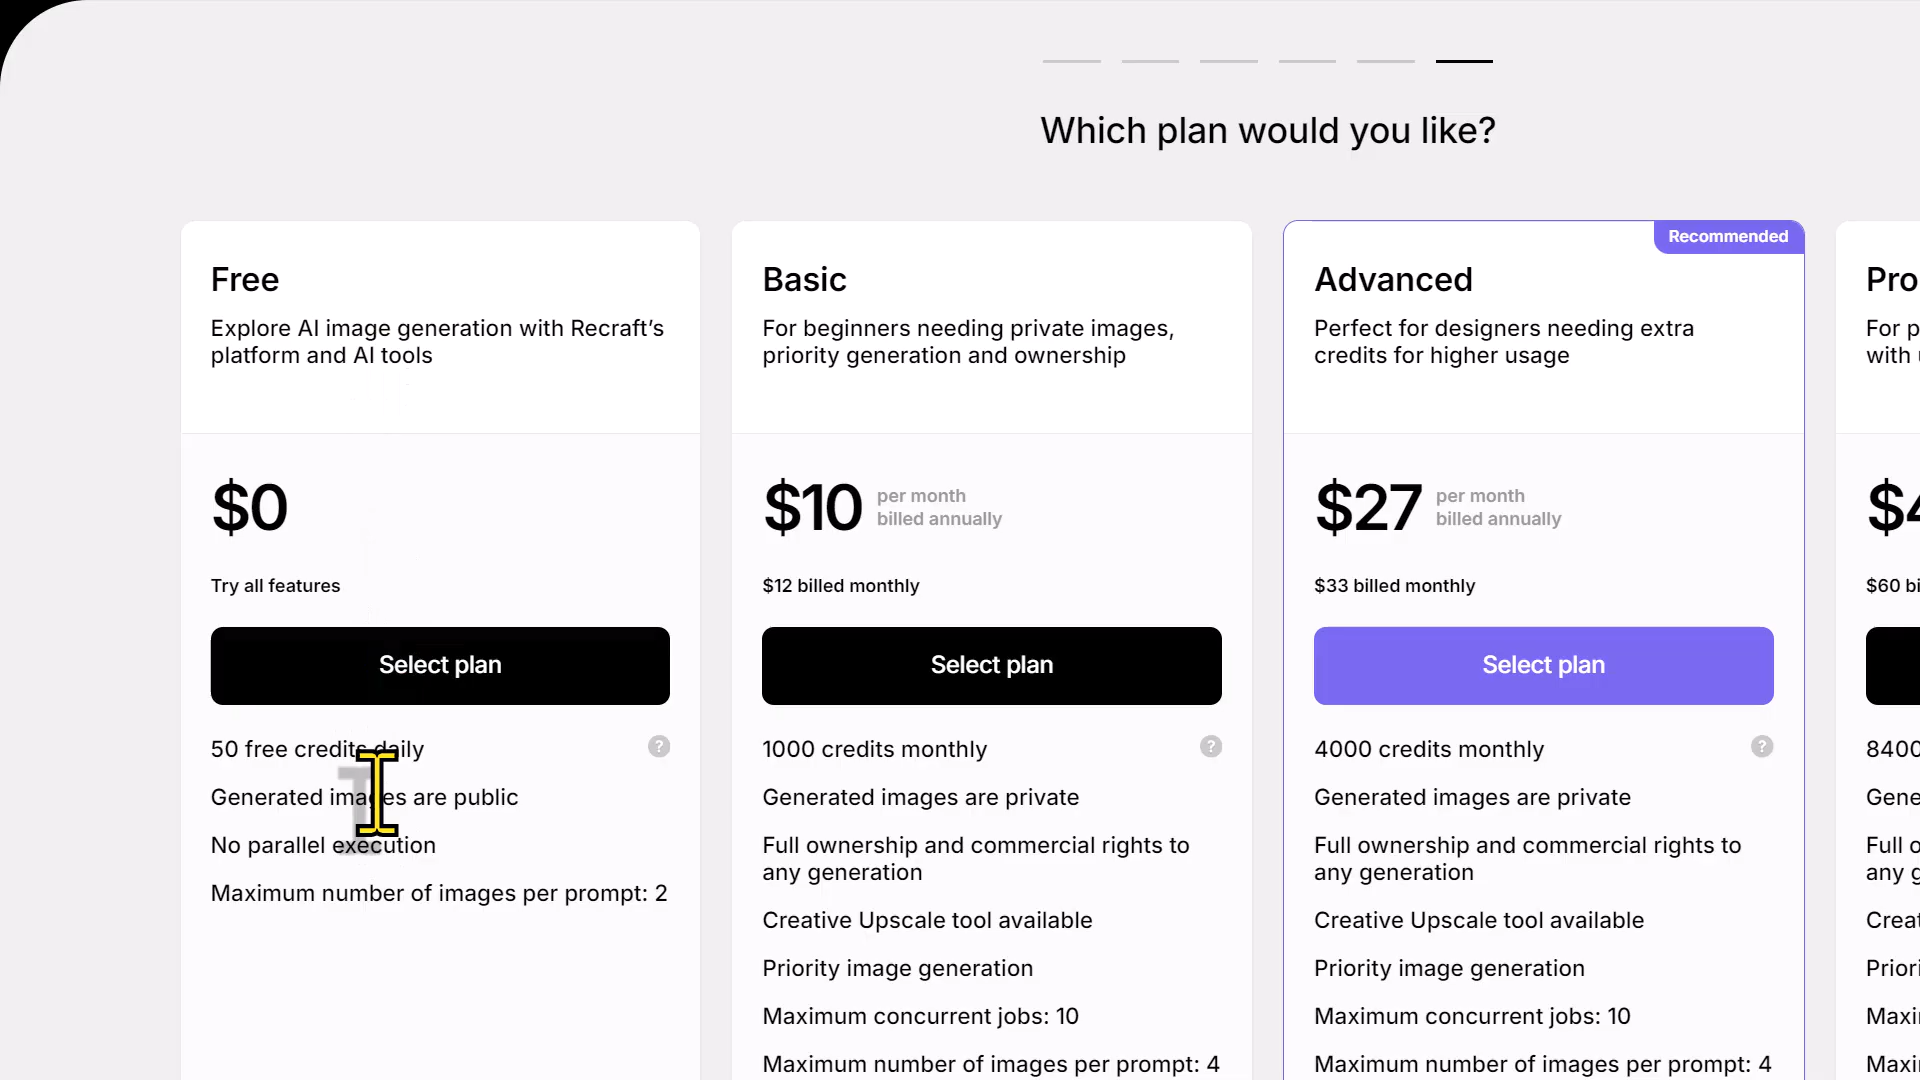 Which plan would you like?
Free
Explore AI image generation with Recraft's
platform and AI tools
$0
Try all features
Select plan
50 free credits daily
?
Generated images are public
No parallel execution
Maximum number of images per prompt: 2
Basic
For beginners needing private images,
priority generation and ownership
$10
per month
billed annually
$12 billed monthly
Select plan
1000 credits monthly
?
Generated images are private
Full ownership and commercial rights to
any generation
Creative Upscale tool available
Priority image generation
Maximum concurrent jobs: 10
Maximum number of images per prompt: 4
Recommended
Advanced
Perfect for designers needing extra
credits for higher usage
$27
per month
billed annually
$33 billed monthly
Select plan
4000 credits monthly
?
Generated images are private
Full ownership and commercial rights to
any generation
Creative Upscale tool available
Priority image generation
Maximum concurrent jobs: 10
Maximum number of images per prompt: 4
Pro
For
with
$60
8400
Full
any